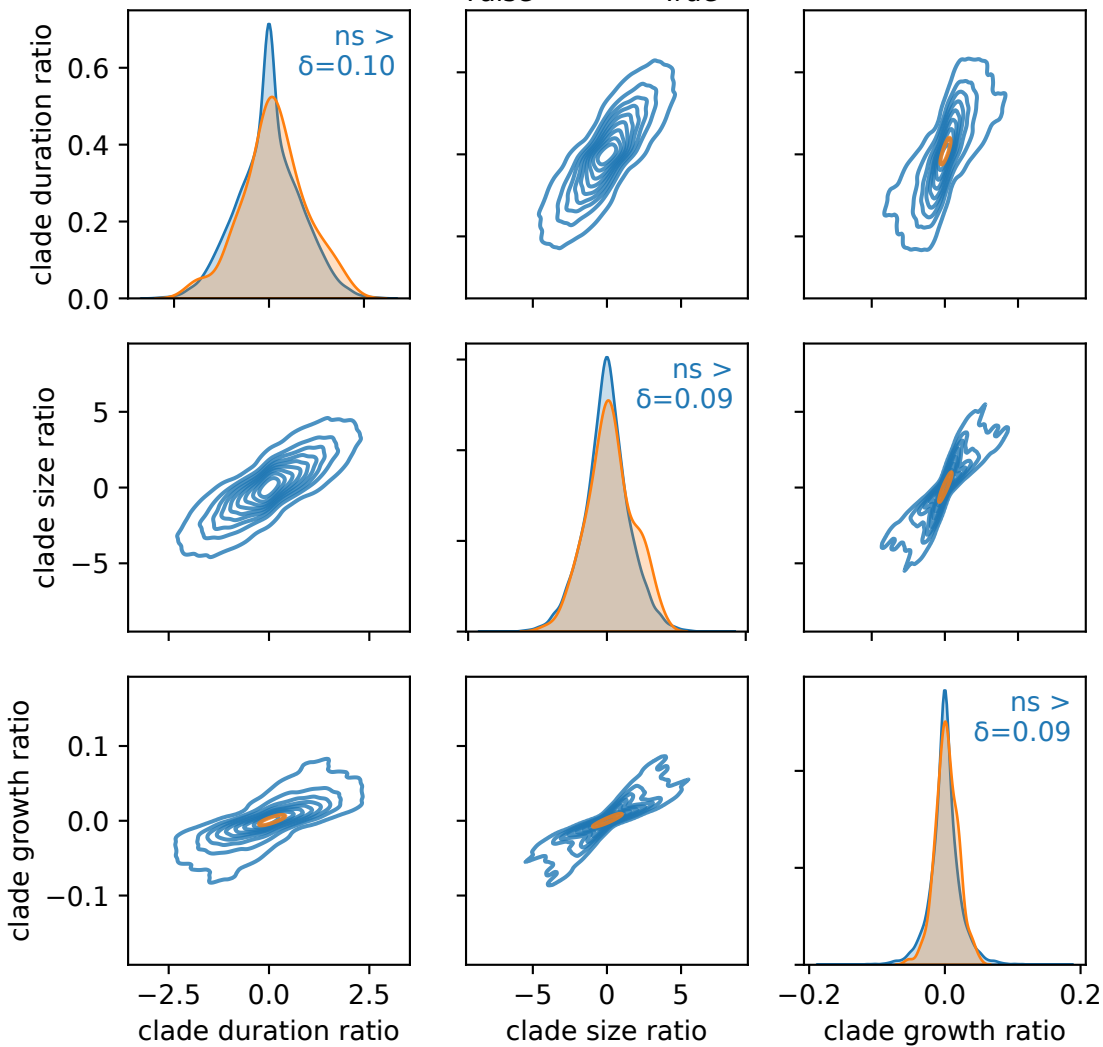 clade duration ratio
0.6
0.4
0.2
0.0
ns >
δ=0.10
clade size ratio
5
0
−5
ns >
δ=0.09
clade growth ratio
0.1
0.0
−0.1
ns >
δ=0.09
−2.5 0.0 2.5
−5 0 5
−0.2 0.0 0.2
clade duration ratio
clade size ratio
clade growth ratio